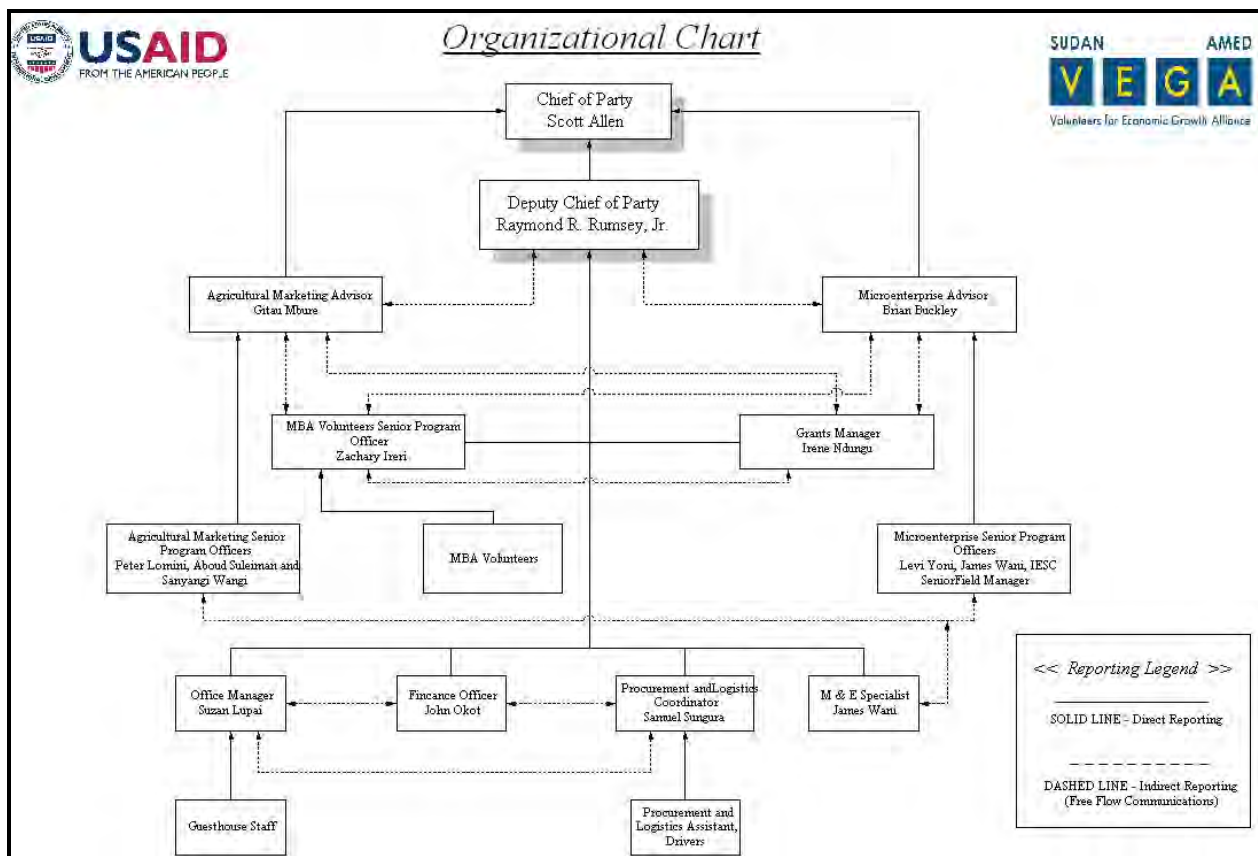 USAID
USAID
FROM THE AMERICAN PEOPLE
Organizational Chart
SUDAN AMED
V E G A
Volunteers for Economic Growth Alliance
Chief of Party
Scott Allen
Deputy Chief of Party
Raymond R. Rumsey, Jr.
Agricultural Marketing Advisor
Gitau Mbure
Microenterprise Advisor
Brian Buckley
MBA Volunteers Senior Program
Officer
Zachary Ireri
Grants Manager
Irene Ndungu
Agricultural Marketing Senior
Program Officers
Peter Lomini, Aboud Suleiman and
Sanyangi Wangi
MBA Volunteers
Microenterprise Senior Program
Officers
Levi Yoni, James Wani, IESC
SeniorField Manager
Office Manager
Suzan Lupai
Fincance Officer
John Okot
Procurement andLogistics
Coordinator
Samuel Sungura
M & E Specialist
James Wani
Guesthouse Staff
Procurement and
Logistics Assistant,
Drivers
<< Reporting Legend >>
SOLID LINE - Direct Reporting
DASHED LINE - Indirect Reporting
(Free Flow Communications)